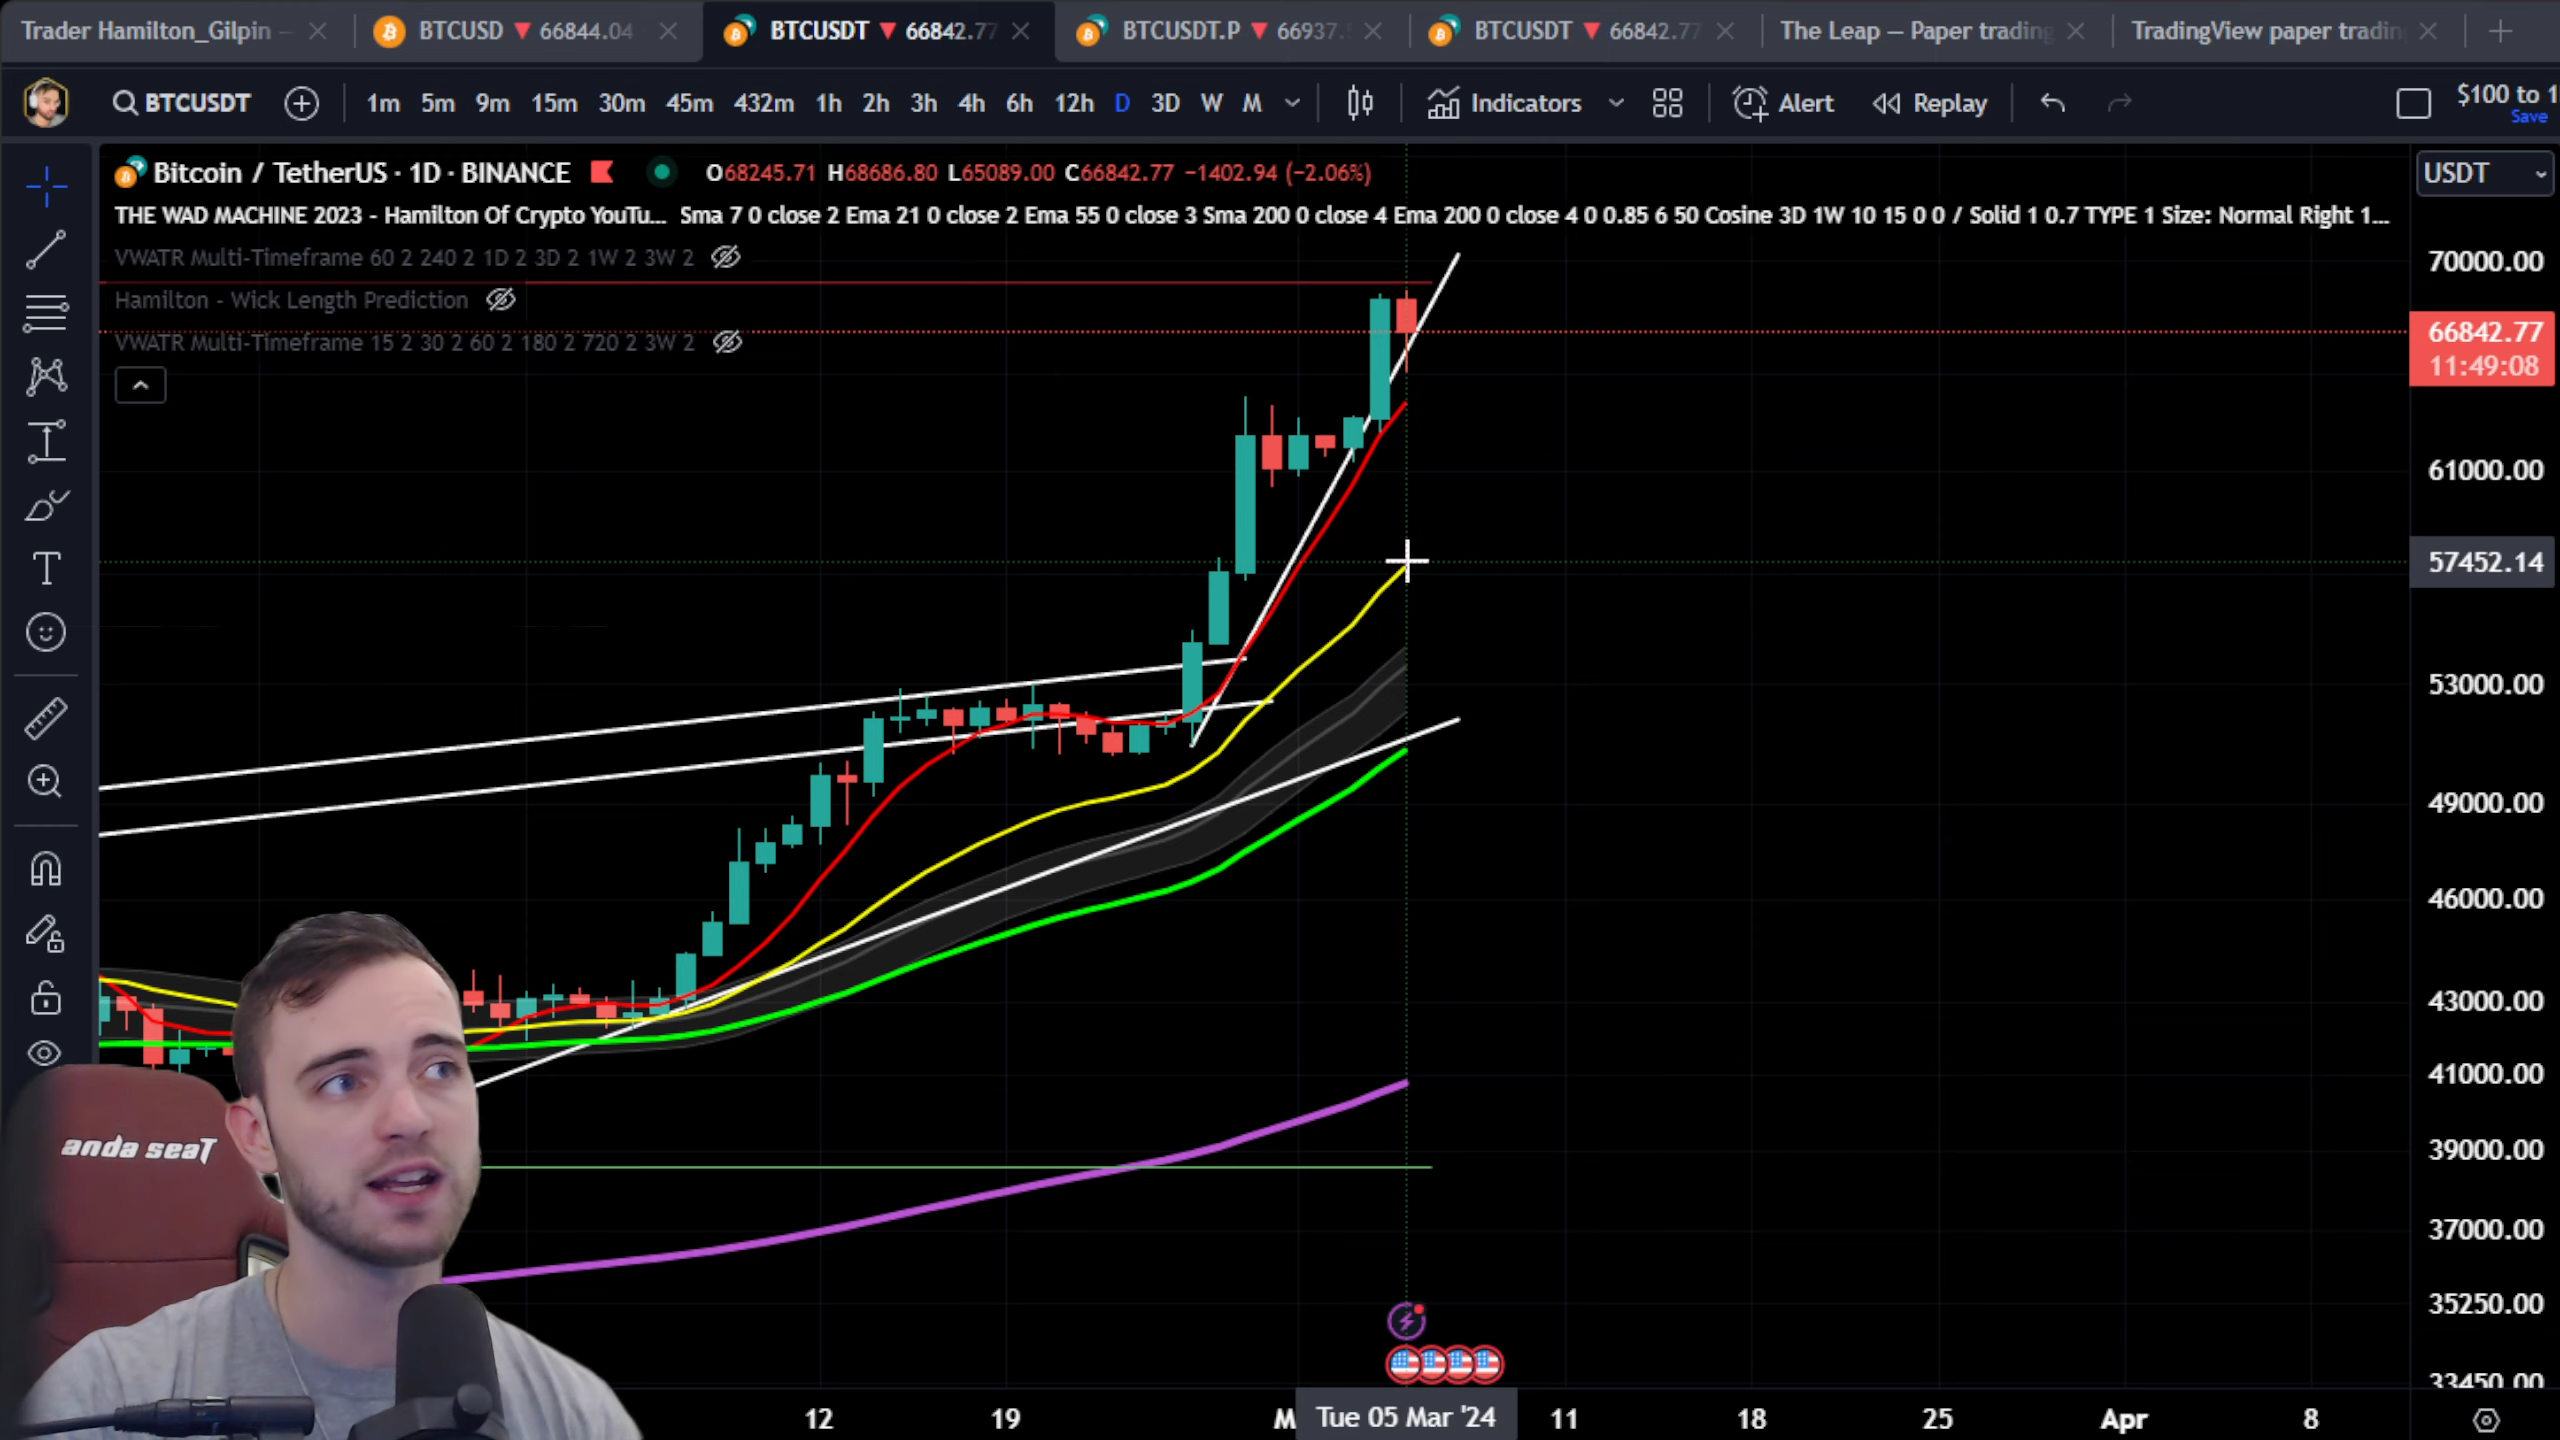 Trader Hamilton_Gilpin –
BTCUSD ▼ 66844.04
BTCUSDT ▼ 66842.77
BTCUSDT.P ▼ 66937.
BTCUSDT ▼ 66842.77
The Leap — Paper trading
TradingView paper tradin
BTCUSDT 1m 5m 9m 15m 30m 45m 432m 1h 2h 3h 4h 6h 12h D 3D W M Indicators Alert Replay $100 to 1
Save
Bitcoin / TetherUS · 1D · BINANCE O68245.71 H68686.80 L65089.00 C66842.77 −1402.94 (−2.06%)
USDT
THE WAD MACHINE 2023 - Hamilton Of Crypto YouTu... Sma 7 0 close 2 Ema 21 0 close 2 Ema 55 0 close 3 Sma 200 0 close 4 Ema 200 0 close 4 0 0.85 6 50 Cosine 3D 1W 10 15 0 0 / Solid 1 0.7 TYPE 1 Size: Normal Right 1...
VWATR Multi-Timeframe 60 2 240 2 1D 2 3D 2 1W 2 3W 2
Hamilton - Wick Length Prediction
VWATR Multi-Timeframe 15 2 30 2 60 2 180 2 720 2 3W 2
70000.00
66842.77
11:49:08
61000.00
57452.14
53000.00
49000.00
46000.00
43000.00
41000.00
39000.00
37000.00
35250.00
33450.00
anda seaT
12 19 M Tue 05 Mar '24 11 18 25 Apr 8